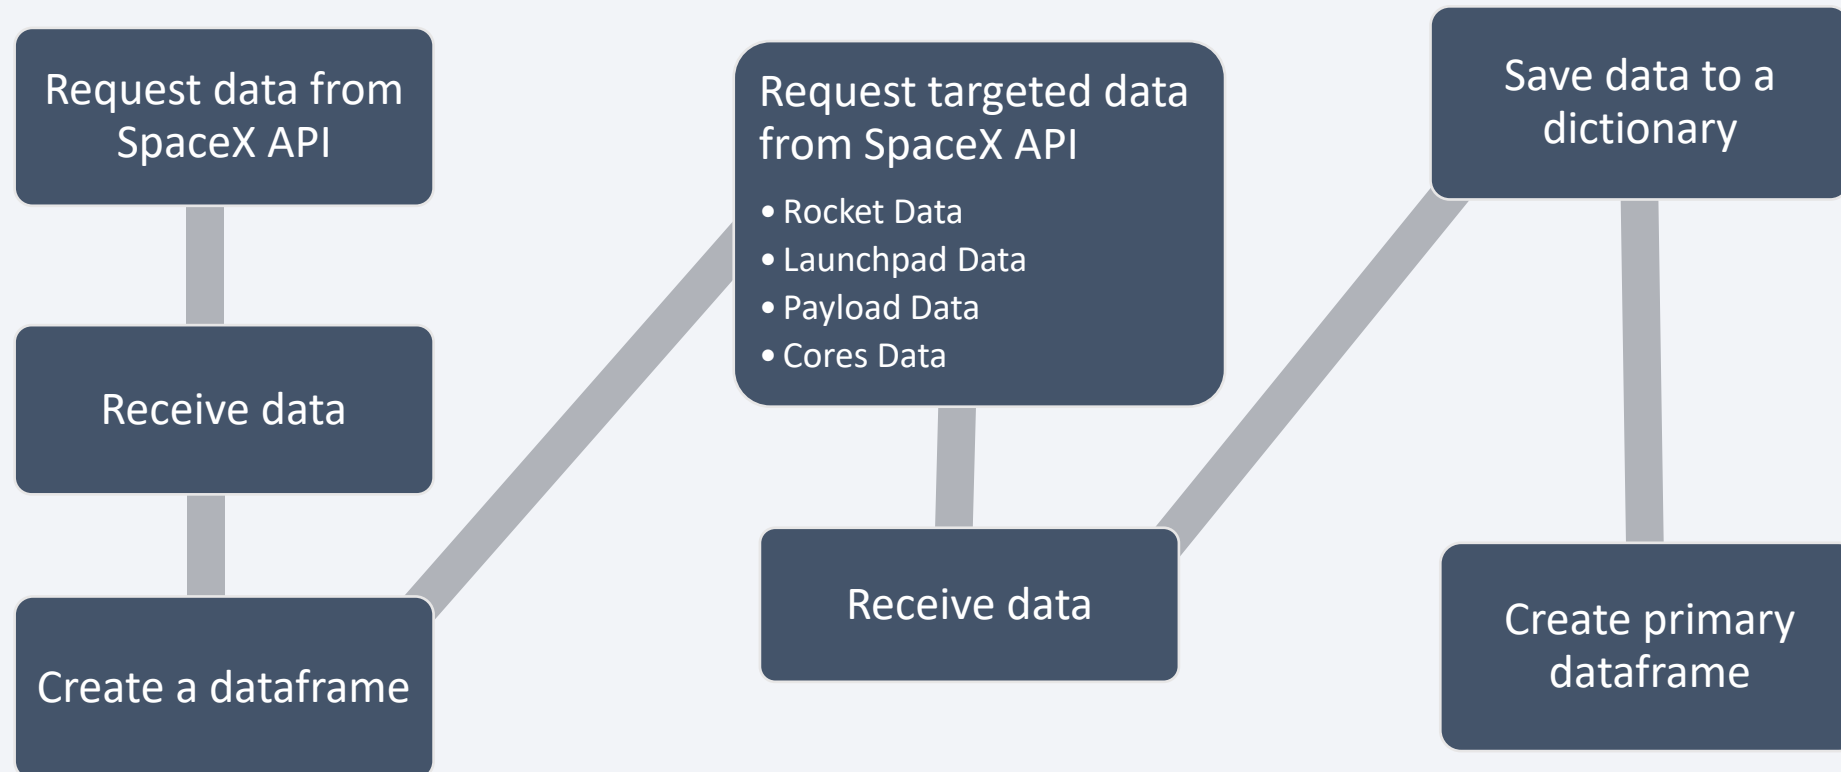 Request data from
SpaceX API
Receive data
Create a dataframe
Request targeted data
from SpaceX API
• Rocket Data
• Launchpad Data
• Payload Data
• Cores Data
Receive data
Save data to a
dictionary
Create primary
dataframe